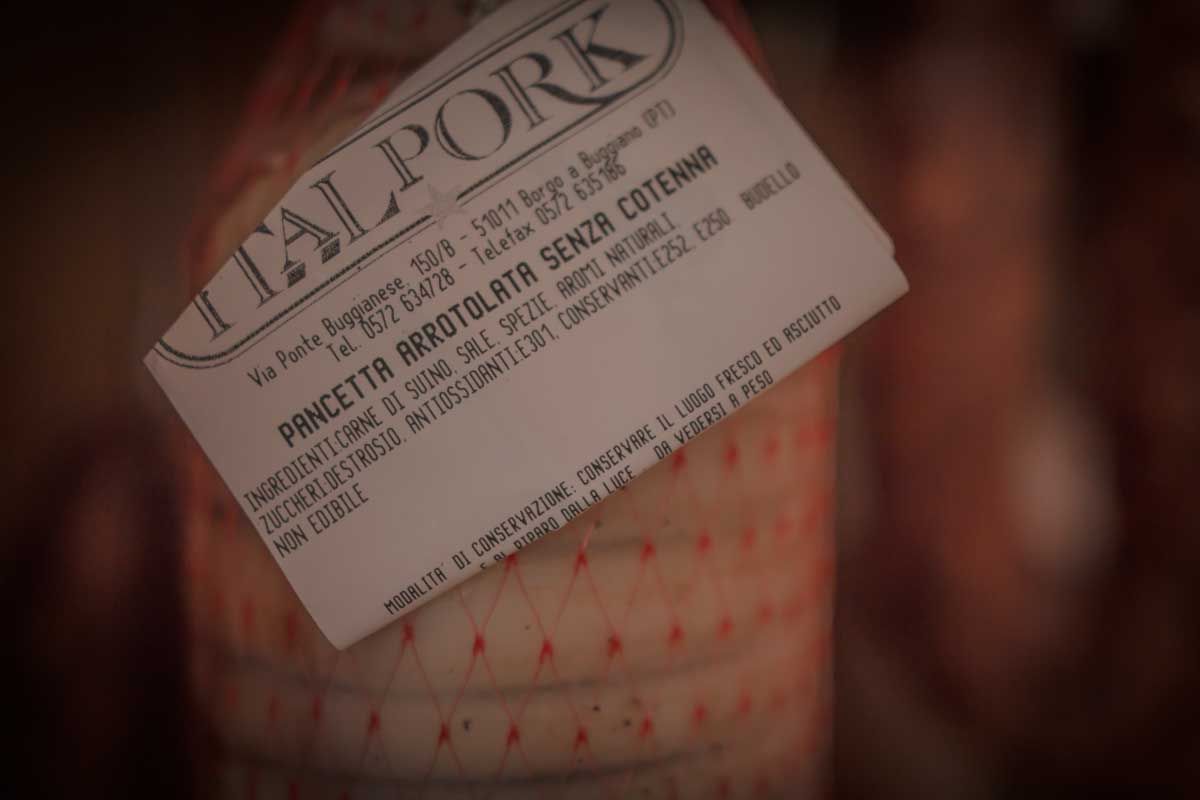 ITALPORK
Via Ponte Buggianese, 150/B - 51011 Borgo a Buggiano (PT)
Tel. 0572 634728 - Telefax 0572 635186
PANCETTA ARROTOLATA SENZA COTENNA
INGREDIENTI:CARNE DI SUINO, SALE, SPEZIE, AROMI NATURALI,
ZUCCHERI:DESTROSIO, ANTIOSSIDANTI:E301, CONSERVANTI:E252, E250 BUDELLO
NON EDIBILE
MODALITA' DI CONSERVAZIONE: CONSERVARE IL LUOGO FRESCO ED ASCIUTTO
E AL RIPARO DALLA LUCE DA VEDERSI A PESO